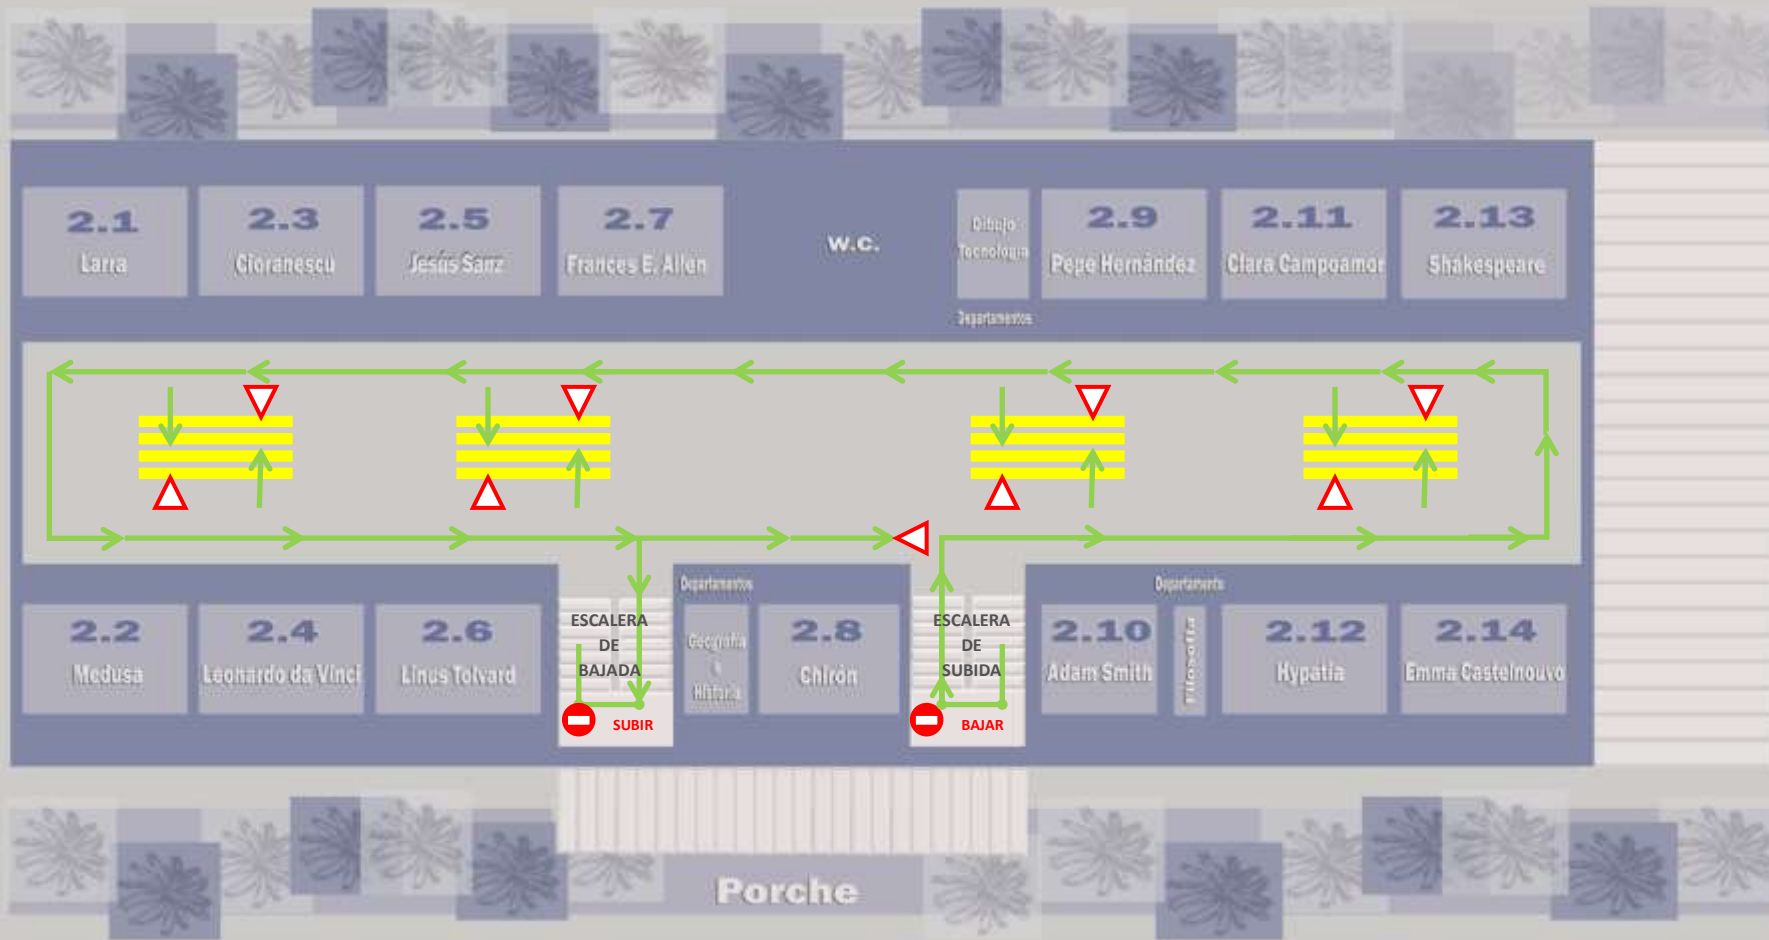 2.1
Larra
2.3
Cioranescu
2.5
Jesús Sanz
2.7
Frances E. Allen
W.C.
Dibujo
Tecnología
Departamentos
2.9
Pepe Hernández
2.11
Clara Campoamor
2.13
Shakespeare
2.2
Medusa
2.4
Leonardo da Vinci
2.6
Linus Tolvard
ESCALERA
DE
BAJADA
SUBIR
Departamentos
Geografía
e
Historia
2.8
Chirón
ESCALERA
DE
SUBIDA
BAJAR
2.10
Adam Smith
Departamento
Filosofía
2.12
Hypatia
2.14
Emma Castelnouvo
Porche